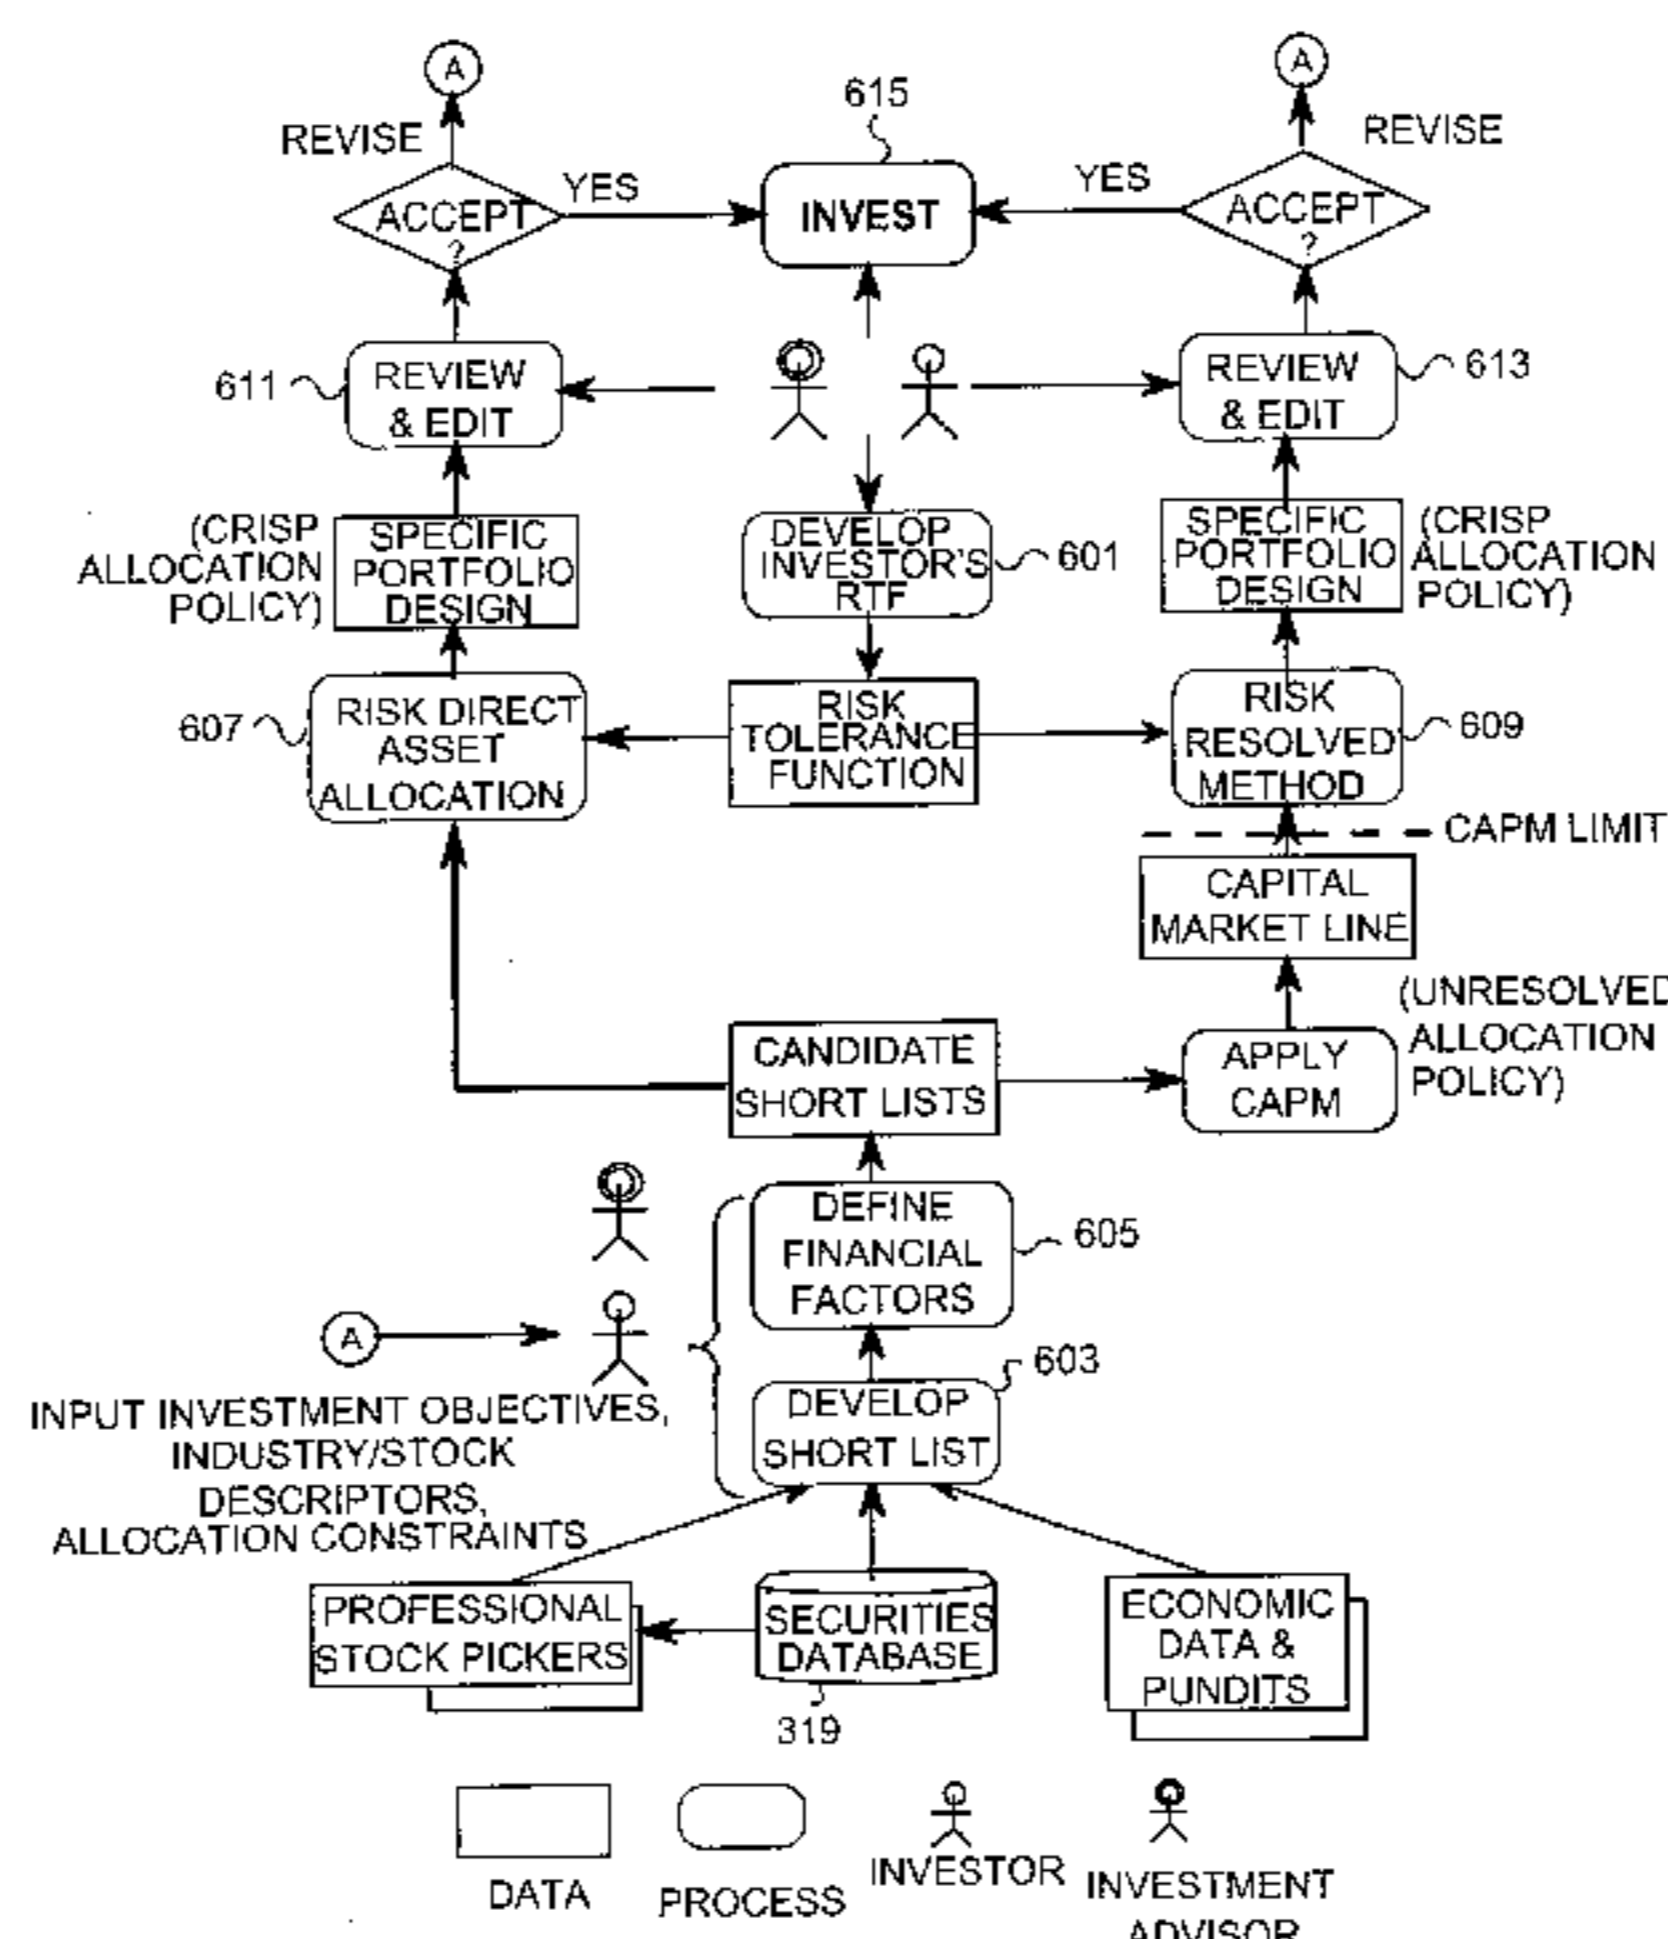 A
A
615
REVISE
REVISE
YES
YES
ACCEPT
?
INVEST
ACCEPT
?
611
REVIEW
& EDIT
REVIEW
& EDIT
613
(CRISP
ALLOCATION
POLICY)
SPECIFIC
PORTFOLIO
DESIGN
DEVELOP
INVESTOR'S
RTF
601
SPECIFIC
PORTFOLIO
DESIGN
(CRISP
ALLOCATION
POLICY)
607
RISK DIRECT
ASSET
ALLOCATION
RISK
TOLERANCE
FUNCTION
RISK
RESOLVED
METHOD
609
CAPM LIMIT
CAPITAL
MARKET LINE
(UNRESOLVED
ALLOCATION
POLICY)
CANDIDATE
SHORT LISTS
APPLY
CAPM
DEFINE
FINANCIAL
FACTORS
605
A
603
DEVELOP
SHORT LIST
INPUT INVESTMENT OBJECTIVES,
INDUSTRY/STOCK
DESCRIPTORS,
ALLOCATION CONSTRAINTS
PROFESSIONAL
STOCK PICKERS
SECURITIES
DATABASE
319
ECONOMIC
DATA &
PUNDITS
DATA
PROCESS
INVESTOR
INVESTMENT
ADVISOR